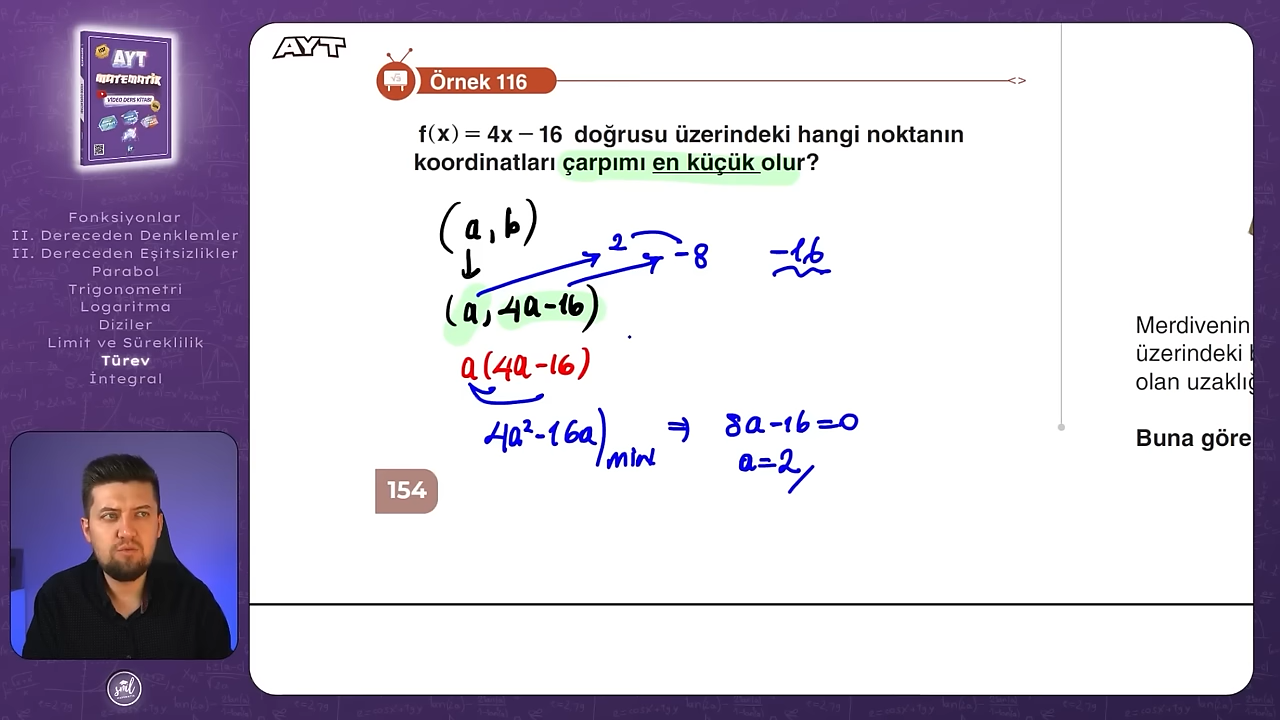 AYT
MATEMATİK
VİDEO DERS KİTABI
Fonksiyonlar
II. Dereceden Denklemler
II. Dereceden Eşitsizlikler
Parabol
Trigonometri
Logaritma
Diziler
Limit ve Süreklilik
Türev
İntegral
sml
AYT
Örnek 116
f(x) = 4x − 16 doğrusu üzerindeki hangi noktanın
koordinatları çarpımı en küçük olur?
(a, b)
2 -8 -16
(a, 4a-16)
a(4a-16)
4a²-16a) min ⇒ 8a-16=0
a=2
154
Merdivenin
üzerindeki
olan uzaklığ
Buna göre